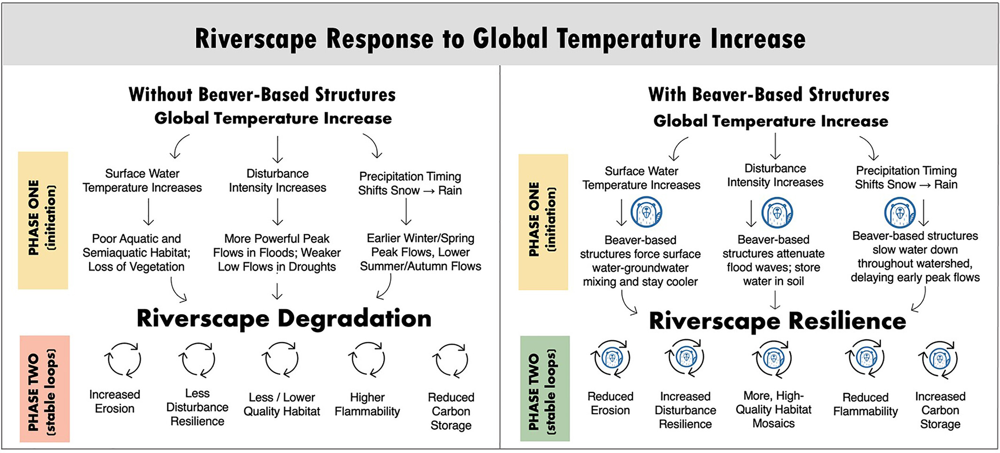 Riverscape Response to Global Temperature Increase
Without Beaver-Based Structures
Global Temperature Increase
PHASE ONE
(initiation)
Surface Water
Temperature Increases
Disturbance
Intensity Increases
Precipitation Timing
Shifts Snow → Rain
Poor Aquatic and
Semiaquatic Habitat;
Loss of Vegetation
More Powerful Peak
Flows in Floods; Weaker
Low Flows in Droughts
Earlier Winter/Spring
Peak Flows, Lower
Summer/Autumn Flows
Riverscape Degradation
PHASE TWO
(stable loops)
Increased
Erosion
Less
Disturbance
Resilience
Less / Lower
Quality Habitat
Higher
Flammability
Reduced
Carbon
Storage
With Beaver-Based Structures
Global Temperature Increase
PHASE ONE
(initiation)
Surface Water
Temperature Increases
Disturbance
Intensity Increases
Precipitation Timing
Shifts Snow → Rain
Beaver-based
structures force surface
water-groundwater
mixing and stay cooler
Beaver-based
structures attenuate
flood waves; store
water in soil
Beaver-based structures
slow water down
throughout watershed,
delaying early peak flows
Riverscape Resilience
PHASE TWO
(stable loops)
Reduced
Erosion
Increased
Disturbance
Resilience
More, High-
Quality Habitat
Mosaics
Reduced
Flammability
Increased
Carbon
Storage